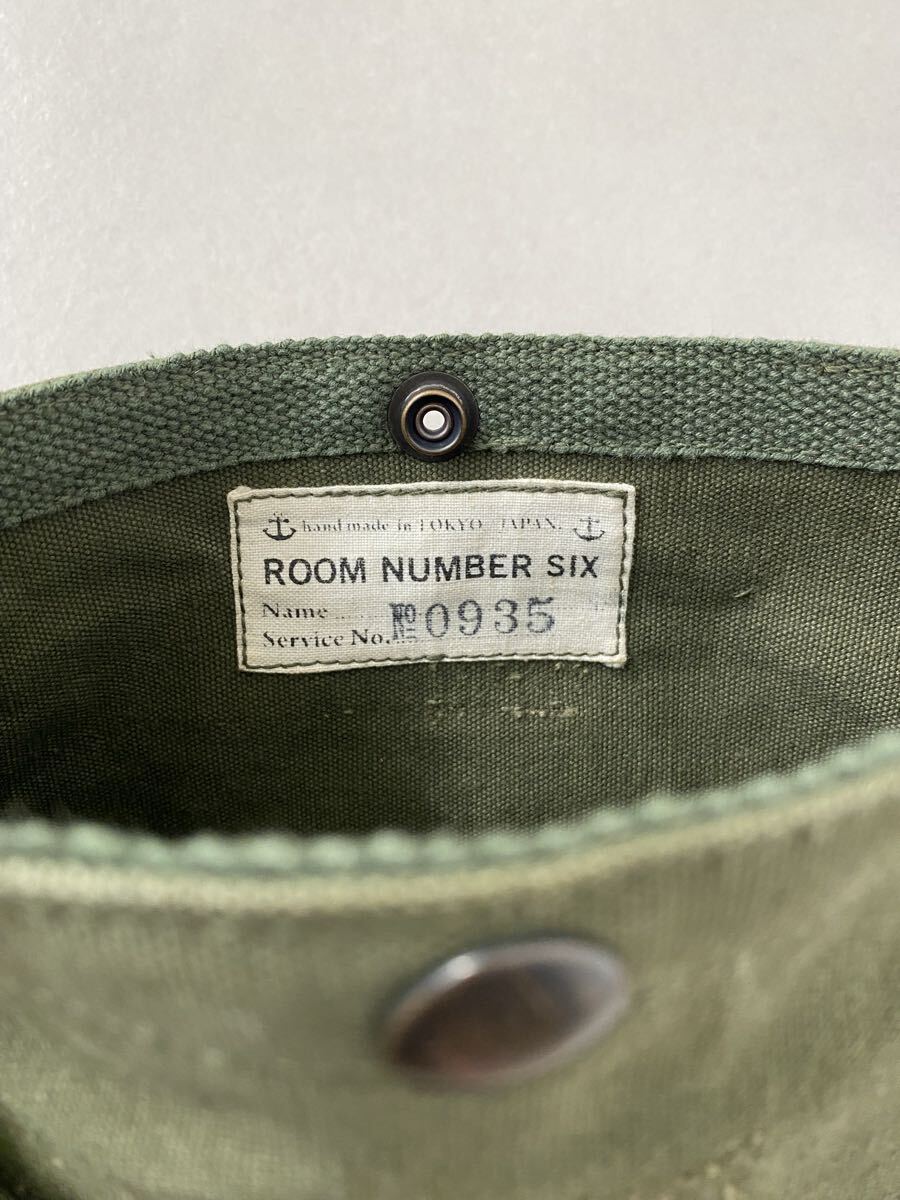 hand made in TOKYO JAPAN.
ROOM NUMBER SIX
Name
Service No. No 0935